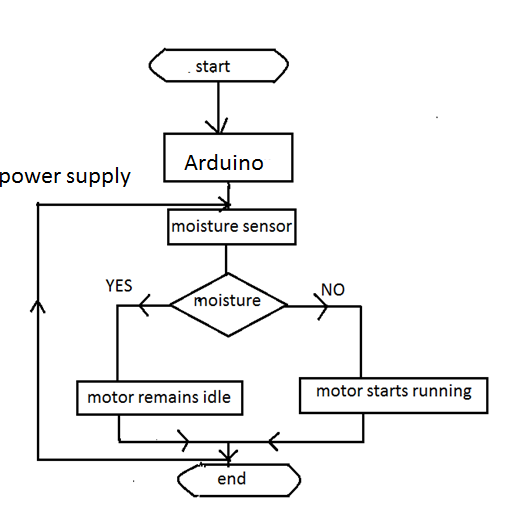 start
Arduino
power supply
moisture sensor
YES
moisture
NO
motor remains idle
motor starts running
end